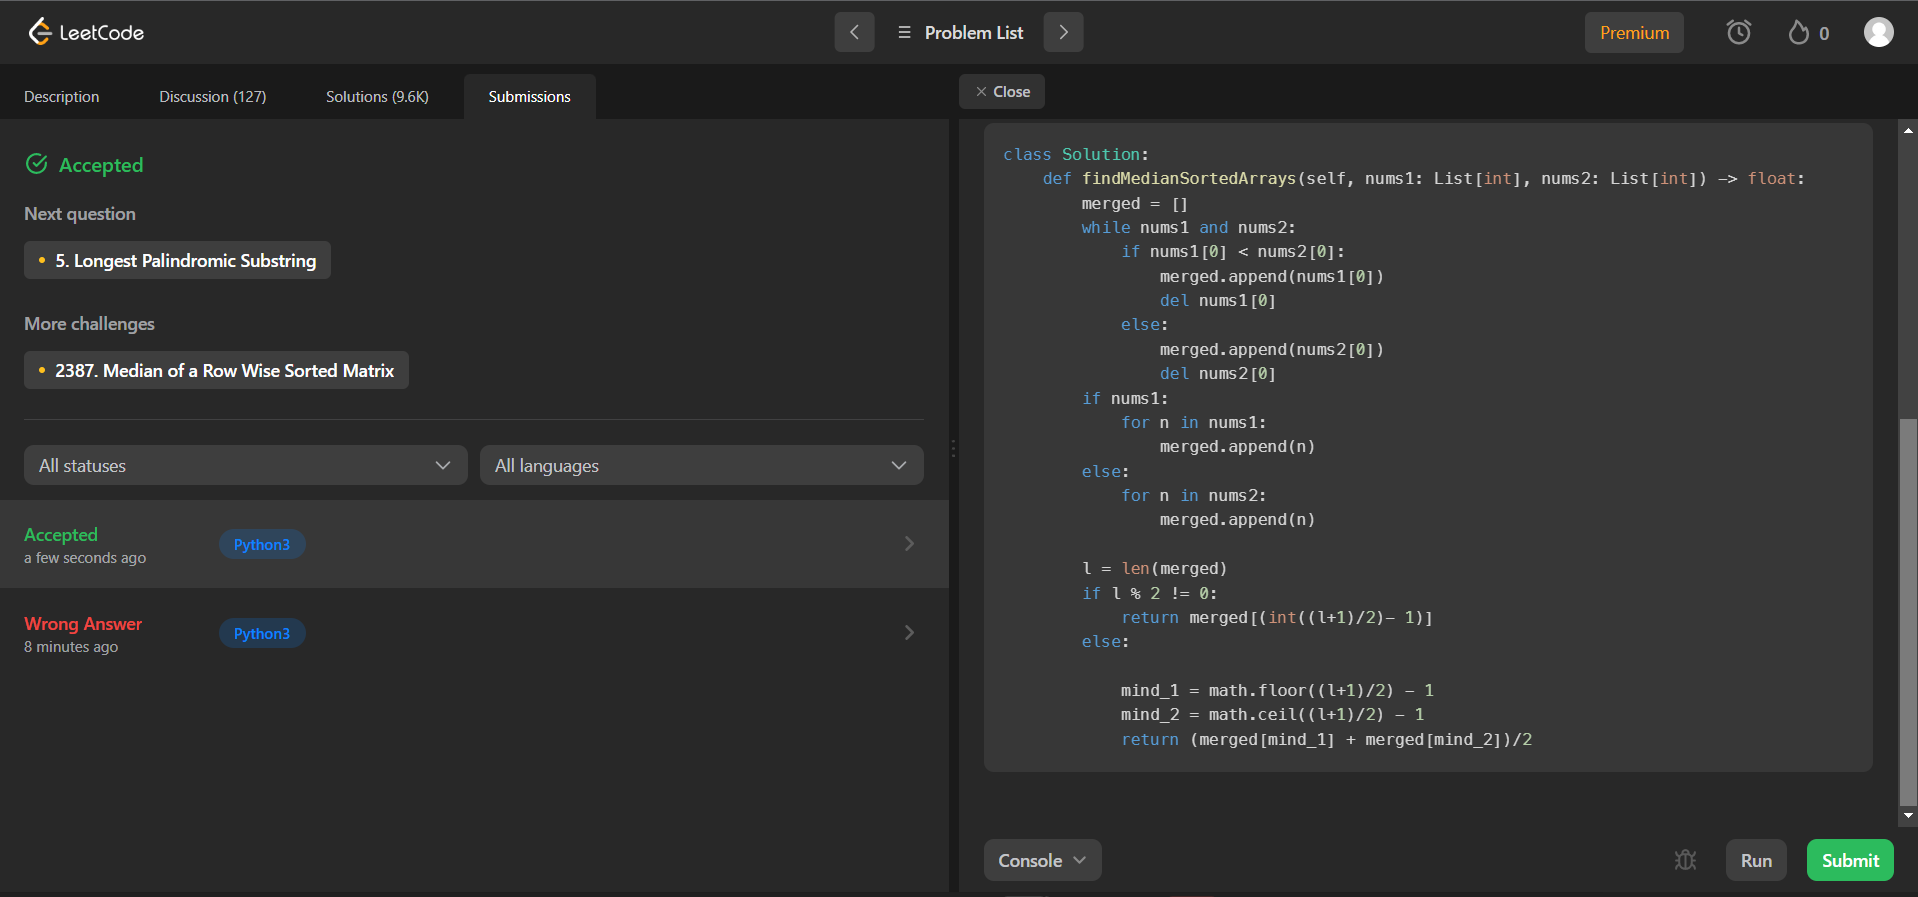 LeetCode
Problem List
Premium
0
Description
Discussion (127)
Solutions (9.6K)
Submissions
Close
Accepted
Next question
5. Longest Palindromic Substring
More challenges
2387. Median of a Row Wise Sorted Matrix
All statuses
All languages
Accepted
a few seconds ago
Python3
Wrong Answer
8 minutes ago
Python3
class Solution:
    def findMedianSortedArrays(self, nums1: List[int], nums2: List[int]) -> float:
        merged = []
        while nums1 and nums2:
            if nums1[0] < nums2[0]:
                merged.append(nums1[0])
                del nums1[0]
            else:
                merged.append(nums2[0])
                del nums2[0]
        if nums1:
            for n in nums1:
                merged.append(n)
        else:
            for n in nums2:
                merged.append(n)
        l = len(merged)
        if l % 2 != 0:
            return merged[(int((l+1)/2)- 1)]
        else:
            mind_1 = math.floor((l+1)/2) - 1
            mind_2 = math.ceil((l+1)/2) - 1
            return (merged[mind_1] + merged[mind_2])/2
Console
Run
Submit